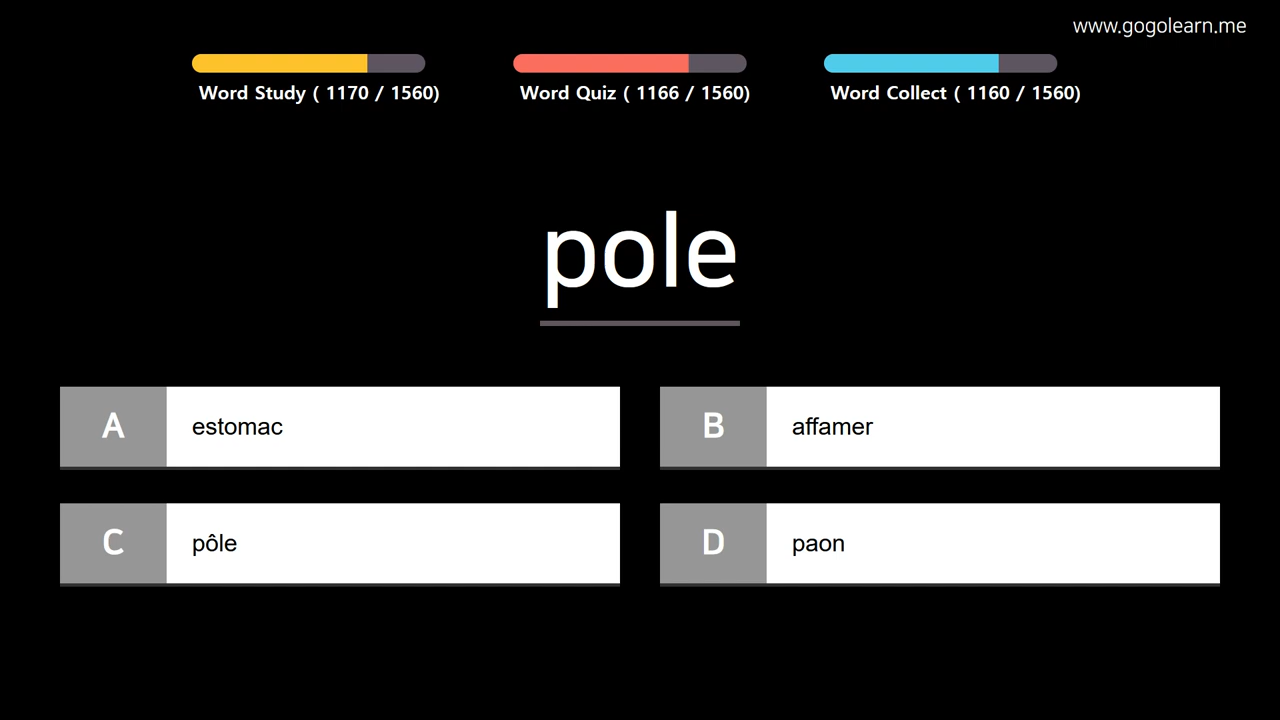 www.gogolearn.me
Word Study ( 1170 / 1560)
Word Quiz ( 1166 / 1560)
Word Collect ( 1160 / 1560)
pole
A estomac
B affamer
C pôle
D paon